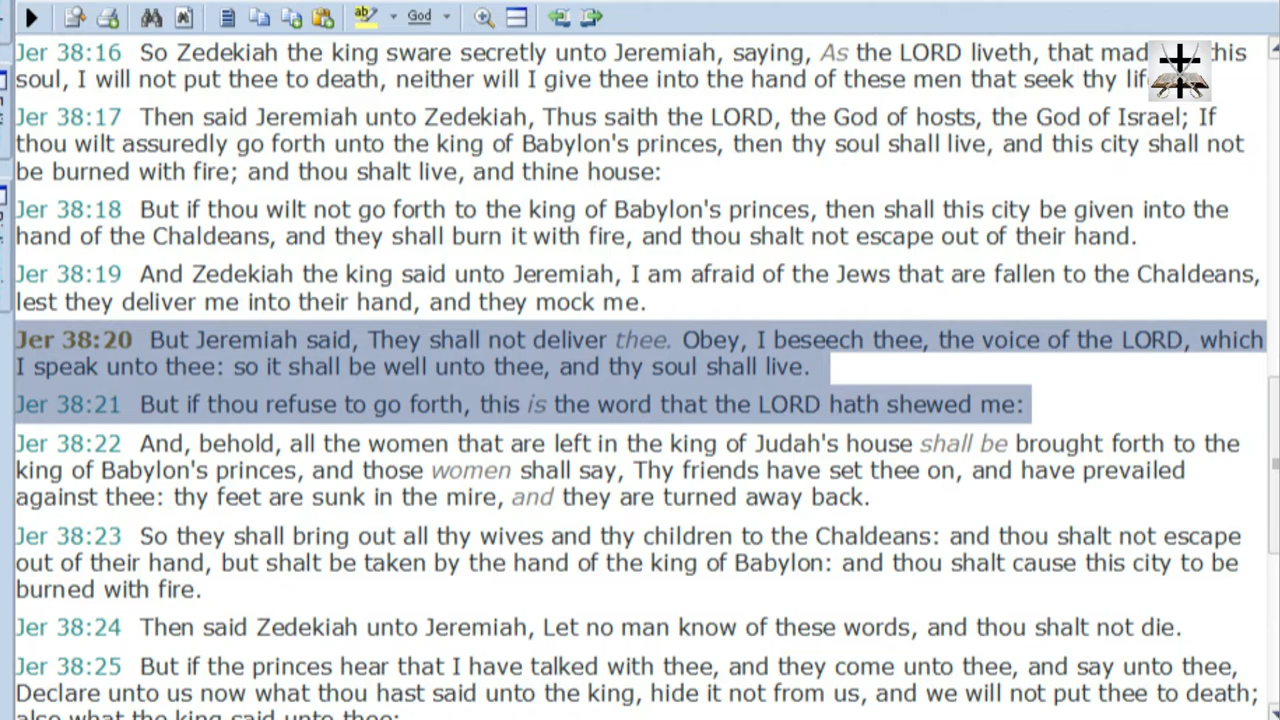 God
Jer 38:16 So Zedekiah the king sware secretly unto Jeremiah, saying, As the LORD liveth, that mad this
soul, I will not put thee to death, neither will I give thee into the hand of these men that seek thy lif
Jer 38:17 Then said Jeremiah unto Zedekiah, Thus saith the LORD, the God of hosts, the God of Israel; If
thou wilt assuredly go forth unto the king of Babylon's princes, then thy soul shall live, and this city shall not
be burned with fire; and thou shalt live, and thine house:
Jer 38:18 But if thou wilt not go forth to the king of Babylon's princes, then shall this city be given into the
hand of the Chaldeans, and they shall burn it with fire, and thou shalt not escape out of their hand.
Jer 38:19 And Zedekiah the king said unto Jeremiah, I am afraid of the Jews that are fallen to the Chaldeans,
lest they deliver me into their hand, and they mock me.
Jer 38:20 But Jeremiah said, They shall not deliver thee. Obey, I beseech thee, the voice of the LORD, which
I speak unto thee: so it shall be well unto thee, and thy soul shall live.
Jer 38:21 But if thou refuse to go forth, this is the word that the LORD hath shewed me:
Jer 38:22 And, behold, all the women that are left in the king of Judah's house shall be brought forth to the
king of Babylon's princes, and those women shall say, Thy friends have set thee on, and have prevailed
against thee: thy feet are sunk in the mire, and they are turned away back.
Jer 38:23 So they shall bring out all thy wives and thy children to the Chaldeans: and thou shalt not escape
out of their hand, but shalt be taken by the hand of the king of Babylon: and thou shalt cause this city to be
burned with fire.
Jer 38:24 Then said Zedekiah unto Jeremiah, Let no man know of these words, and thou shalt not die.
Jer 38:25 But if the princes hear that I have talked with thee, and they come unto thee, and say unto thee,
Declare unto us now what thou hast said unto the king, hide it not from us, and we will not put thee to death;
also what the king said unto thee: